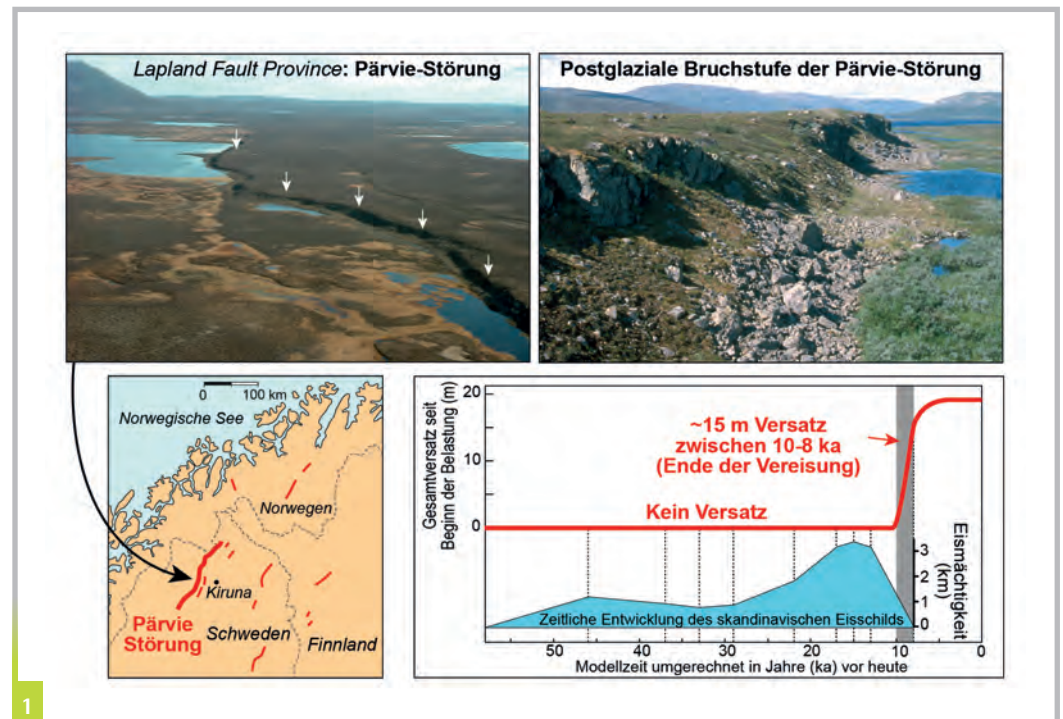 Lapland Fault Province: Pärvie-Störung
Postglaziale Bruchstufe der Pärvie-Störung
0 100 km
Norwegische See
Norwegen
Kiruna
Pärvie
Störung
Schweden
Finnland
Gesamtversatz seit
Beginn der Belastung (m)
20
10
0
~15 m Versatz
zwischen 10-8 ka
(Ende der Vereisung)
Kein Versatz
Eismächtigkeit
(km)
3
2
1
0
Zeitliche Entwicklung des skandinavischen Eisschilds
50 40 30 20 10 0
Modellzeit umgerechnet in Jahre (ka) vor heute
1